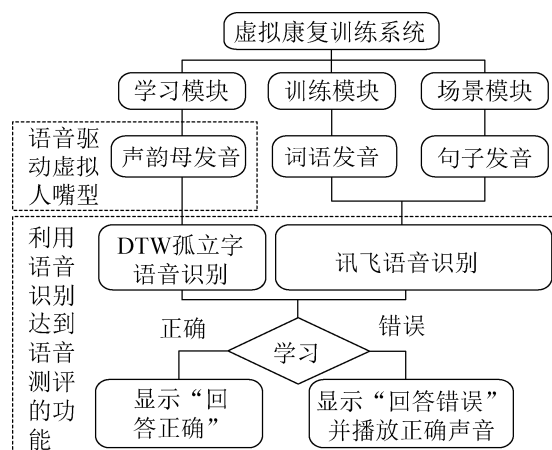 虚拟康复训练系统
学习模块
训练模块
场景模块
语音驱
动虚拟
人嘴型
声韵母发音
词语发音
句子发音
利用
语音
识别
达到
语音
测评
的功
能
DTW孤立字
语音识别
讯飞语音识别
正确
错误
学习
显示“回
答正确”
显示“回答错误”
并播放正确声音